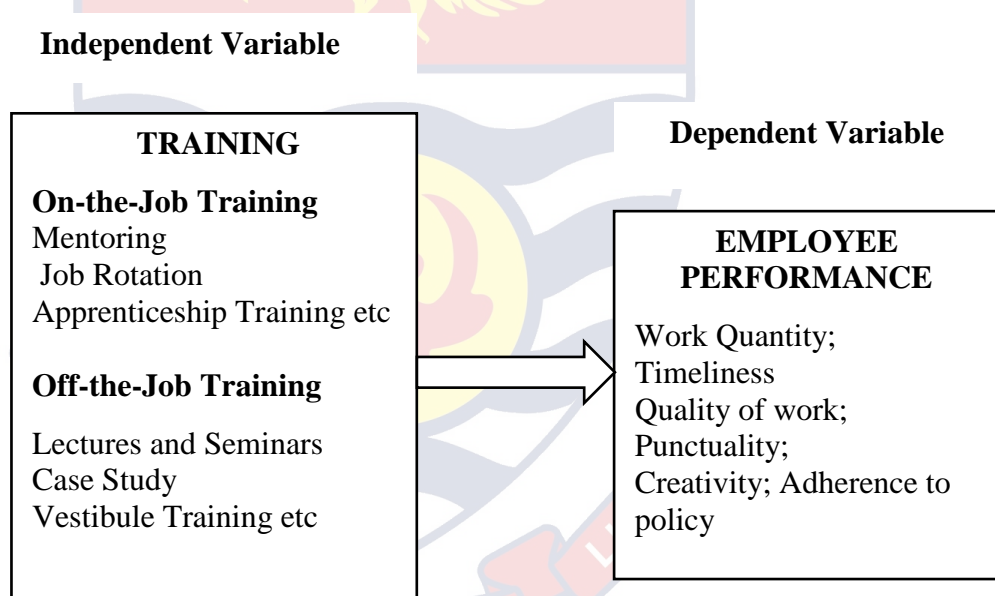 Independent Variable
TRAINING
On-the-Job Training
Mentoring
Job Rotation
Apprenticeship Training etc
Off-the-Job Training
Lectures and Seminars
Case Study
Vestibule Training etc
Dependent Variable
EMPLOYEE
PERFORMANCE
Work Quantity;
Timeliness
Quality of work;
Punctuality;
Creativity; Adherence to
policy